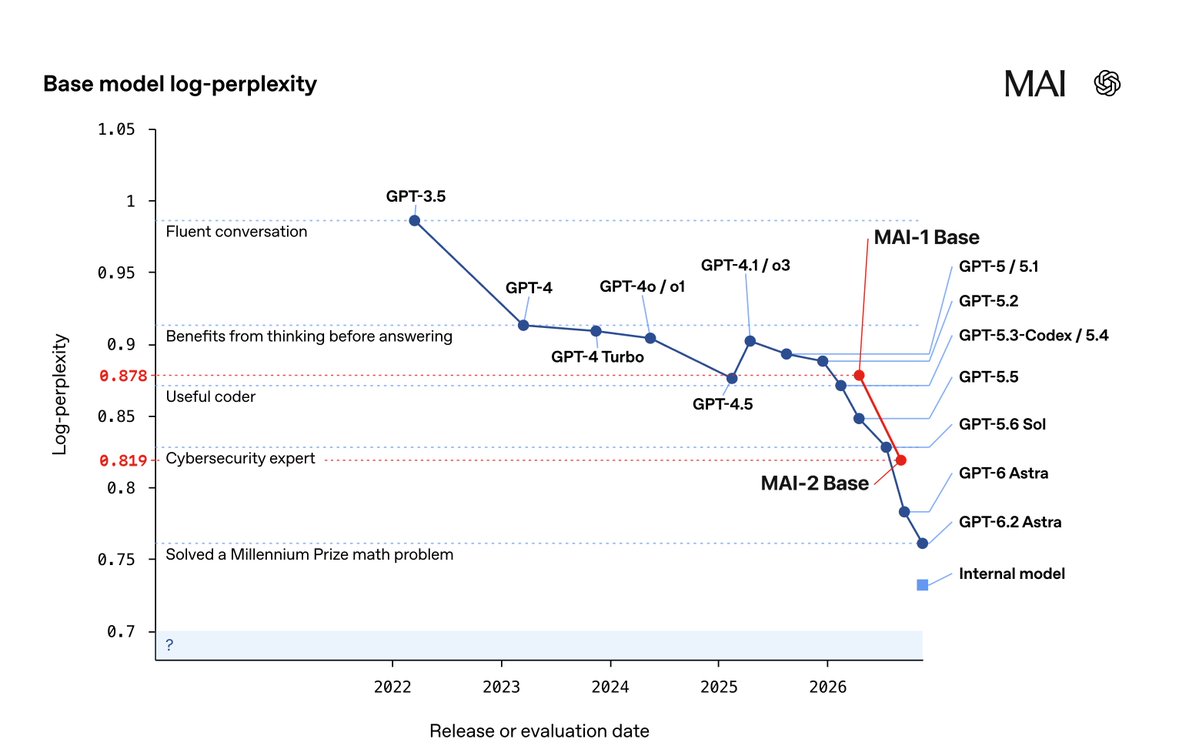 Base model log-perplexity
MAI
1.05
1
0.95
0.9
0.878
0.85
0.819
0.8
0.75
0.7
Log-perplexity
GPT-3.5
Fluent conversation
MAI-1 Base
GPT-4.1 / o3
GPT-5 / 5.1
GPT-4
GPT-4o / o1
GPT-5.2
Benefits from thinking before answering
GPT-5.3-Codex / 5.4
GPT-4 Turbo
GPT-5.5
Useful coder
GPT-4.5
GPT-5.6 Sol
Cybersecurity expert
MAI-2 Base
GPT-6 Astra
GPT-6.2 Astra
Solved a Millennium Prize math problem
Internal model
?
2022
2023
2024
2025
2026
Release or evaluation date